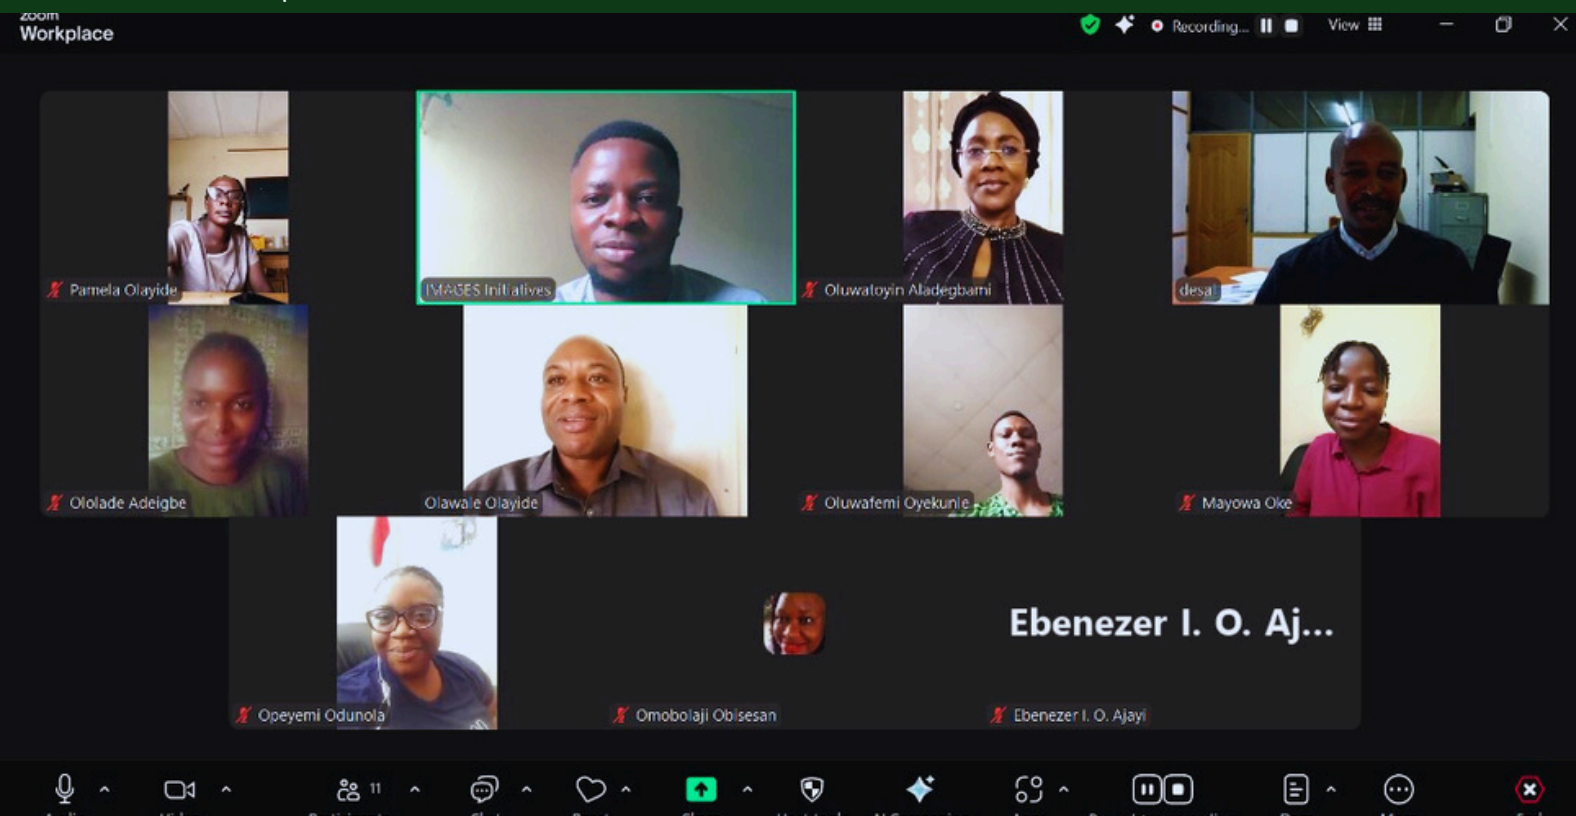 zoom
Workplace
Recording...
View
Pamela Olayide
IMAGES Initiatives
Oluwatoyin Aladegbami
desal
Ololade Adeigbe
Olawale Olayide
Oluwafemi Oyekunle
Mayowa Oke
Ebenezer I. O. Aj...
Opeyemi Odunola
Omobolaji Obisesan
Ebenezer I. O. Ajayi
11